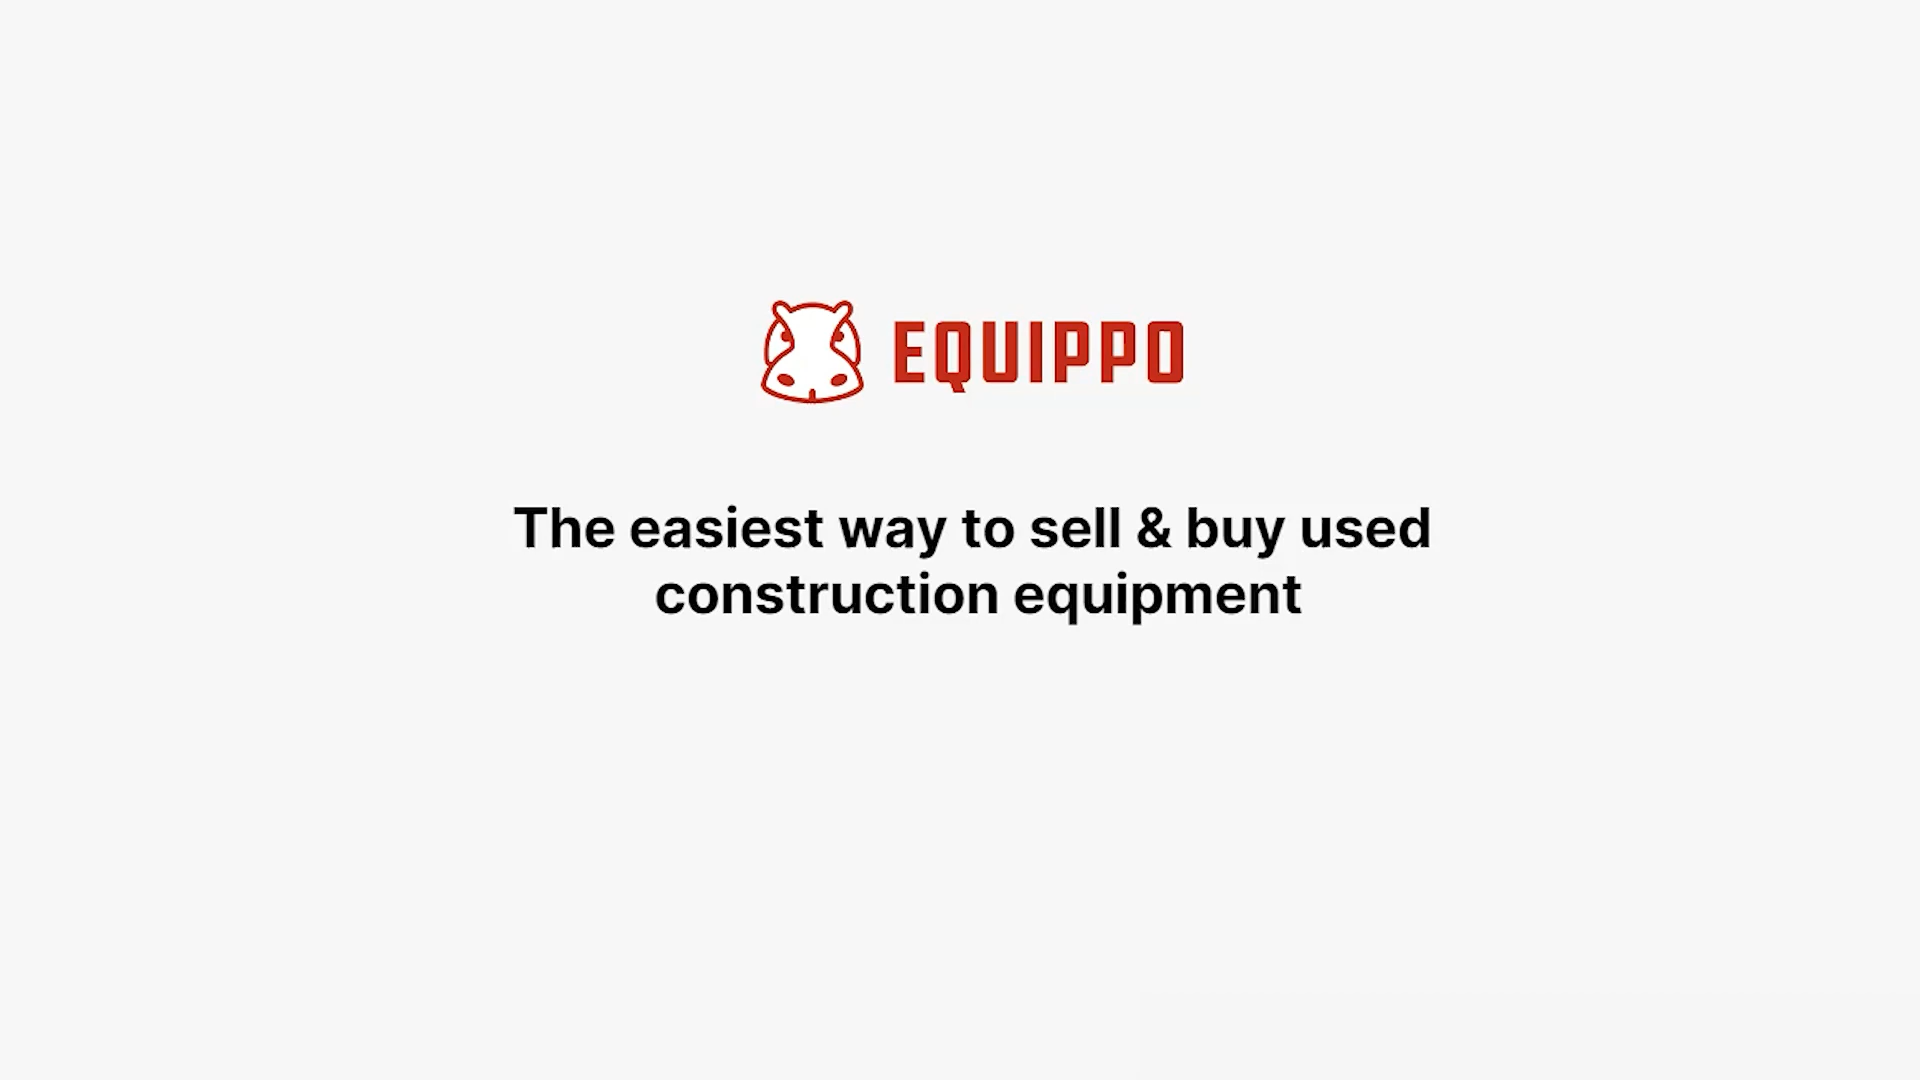 EQUIPPO
The easiest way to sell & buy used
construction equipment